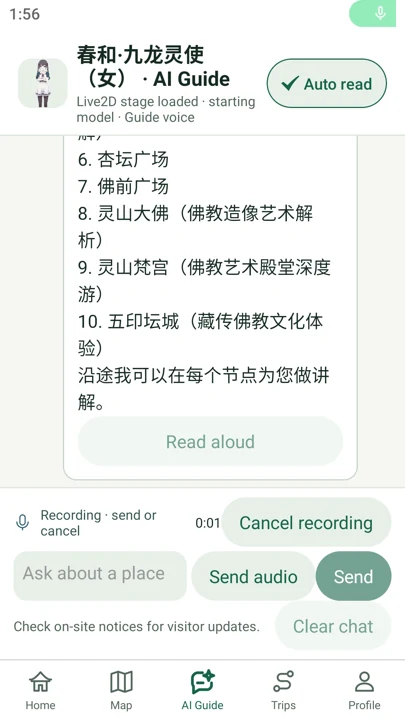 1:56
春和·九龙灵使
（女） · AI Guide
Live2D stage loaded · starting
model · Guide voice
Auto read
解）
6. 杏坛广场
7. 佛前广场
8. 灵山大佛（佛教造像艺术解
析）
9. 灵山梵宫（佛教艺术殿堂深度
游）
10. 五印坛城（藏传佛教文化体
验）
沿途我可以在每个节点为您做讲
解。
Read aloud
Recording · send or
cancel
0:01
Cancel recording
Ask about a place
Send audio
Send
Check on-site notices for visitor updates.
Clear chat
Home
Map
AI Guide
Trips
Profile